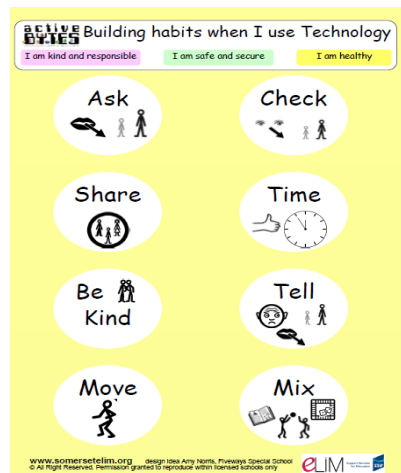 active
BYTES
Building habits when I use Technology
I am kind and responsible
I am safe and secure
I am healthy
Ask
Check
Share
Time
Be
Kind
Tell
Move
Mix
www.somersetelim.org design idea Amy Norris, Fiveways Special School
© All Right Reserved. Permission granted to reproduce within licensed schools only
eLIM